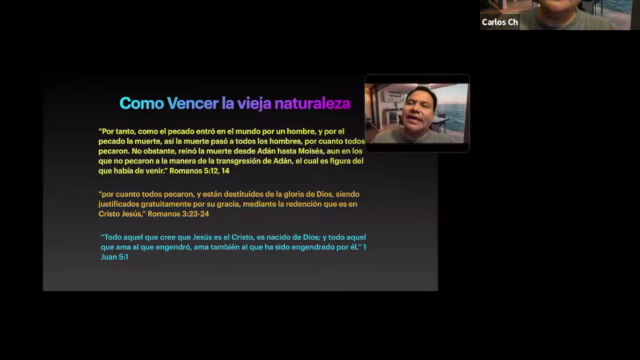 Carlos Ch
Como Vencer la vieja naturaleza
“Por tanto, como el pecado entró en el mundo por un hombre, y por el
pecado la muerte, así la muerte pasó a todos los hombres, por cuanto todos
pecaron. No obstante, reinó la muerte desde Adán hasta Moisés, aun en los
que no pecaron a la manera de la transgresión de Adán, el cual es figura del
que había de venir.” Romanos 5:12, 14
“por cuanto todos pecaron, y están destituidos de la gloria de Dios, siendo
justificados gratuitamente por su gracia, mediante la redención que es en
Cristo Jesús,” Romanos 3:23-24
“Todo aquel que cree que Jesús es el Cristo, es nacido de Dios; y todo aquel
que ama al que engendró, ama también al que ha sido engendrado por él.” 1
Juan 5:1